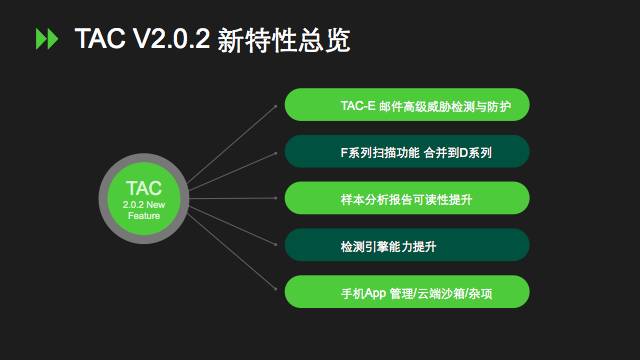 TAC V2.0.2 新特性总览
TAC-E 邮件高级威胁检测与防护
F系列扫描功能 合并到D系列
TAC
2.0.2 New
Feature
样本分析报告可读性提升
检测引擎能力提升
手机App 管理/云端沙箱/杂项